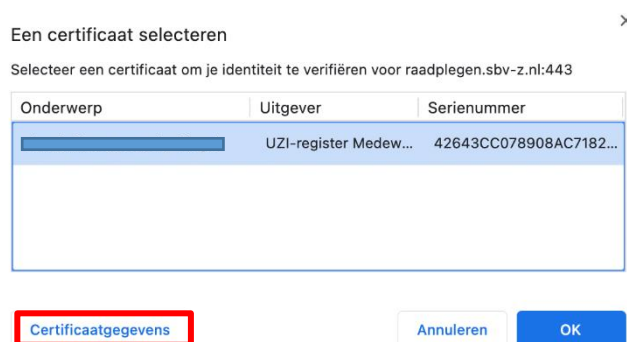 Een certificaat selecteren
Selecteer een certificaat om je identiteit te verifiëren voor raadplegen.sbv-z.nl:443
Onderwerp Uitgever Serienummer
UZI-register Medew... 42643CC078908AC7182...
Certificaatgegevens Annuleren OK